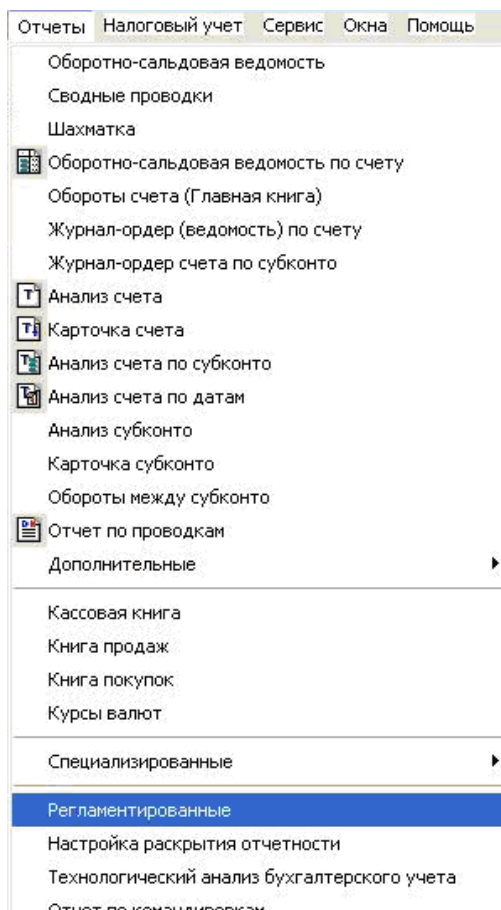 Отчеты Налоговый учет Сервис Окна Помощь
Оборотно-сальдовая ведомость
Сводные проводки
Шахматка
Оборотно-сальдовая ведомость по счету
Обороты счета (Главная книга)
Журнал-ордер (ведомость) по счету
Журнал-ордер счета по субконто
Анализ счета
Карточка счета
Анализ счета по субконто
Анализ счета по датам
Анализ субконто
Карточка субконто
Обороты между субконто
Отчет по проводкам
Дополнительные
Кассовая книга
Книга продаж
Книга покупок
Курсы валют
Специализированные
Регламентированные
Настройка раскрытия отчетности
Технологический анализ бухгалтерского учета
Отчет по командировкам